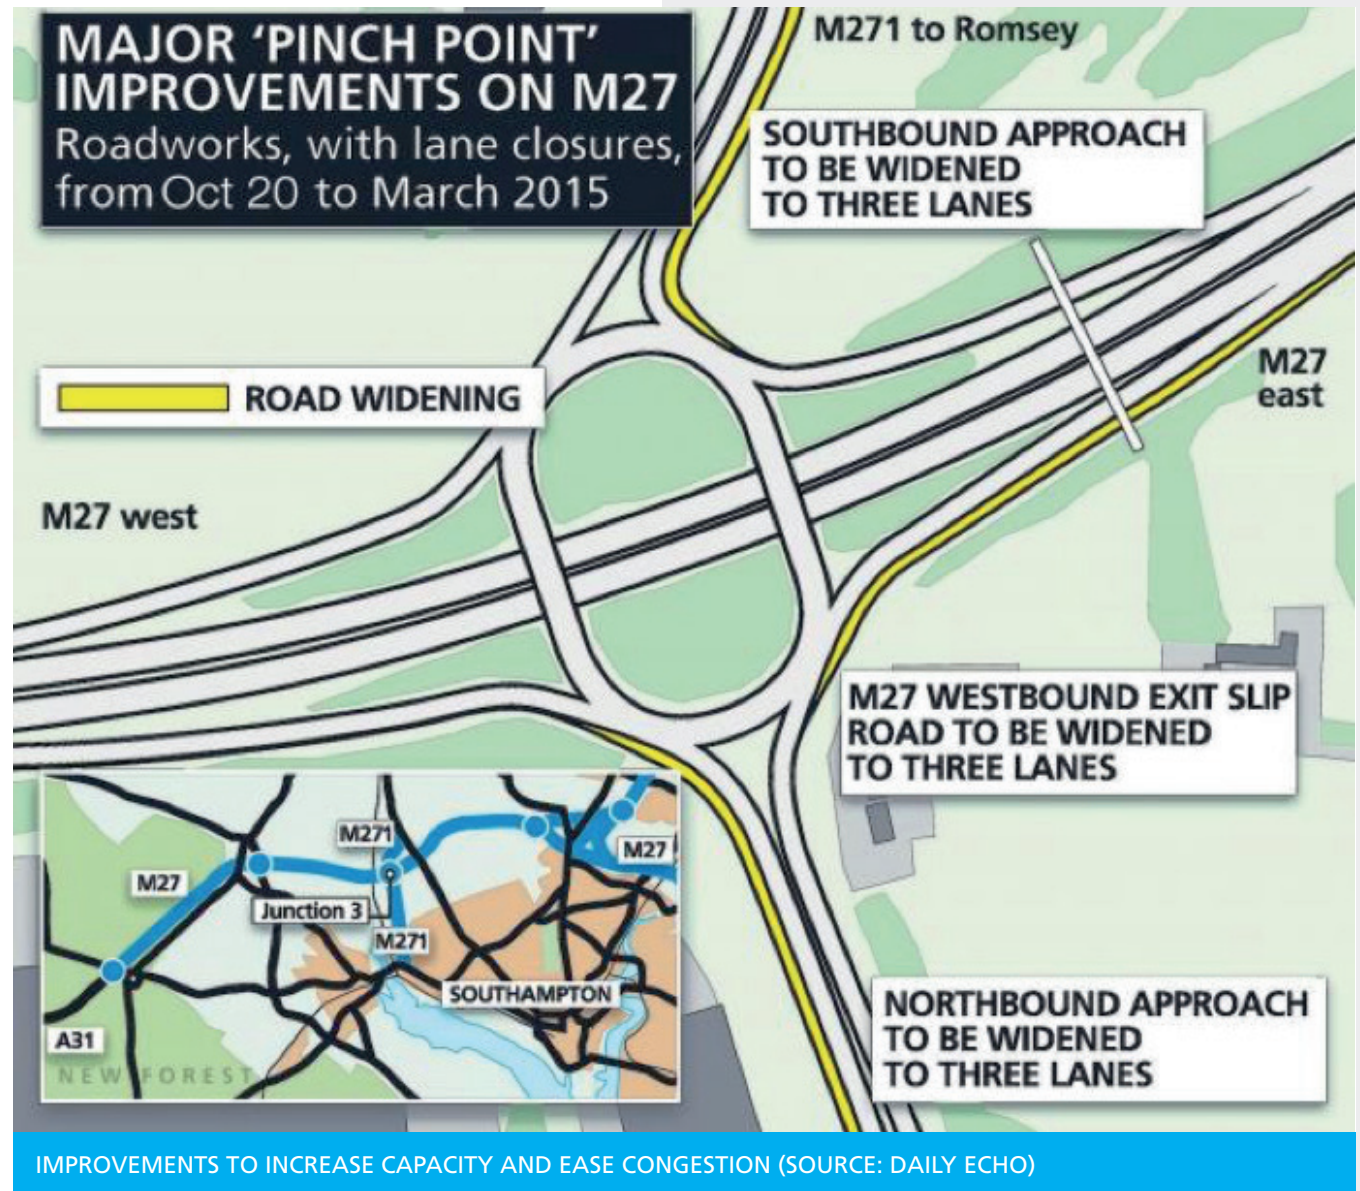 MAJOR ‘PINCH POINT’
IMPROVEMENTS ON M27
Roadworks, with lane closures,
from Oct 20 to March 2015
M271 to Romsey
SOUTHBOUND APPROACH
TO BE WIDENED
TO THREE LANES
ROAD WIDENING
M27
east
M27 west
M27 WESTBOUND EXIT SLIP
ROAD TO BE WIDENED
TO THREE LANES
M271
M27
M27
Junction 3
M271
SOUTHAMPTON
A31
NEW FOREST
NORTHBOUND APPROACH
TO BE WIDENED
TO THREE LANES
IMPROVEMENTS TO INCREASE CAPACITY AND EASE CONGESTION (SOURCE: DAILY ECHO)